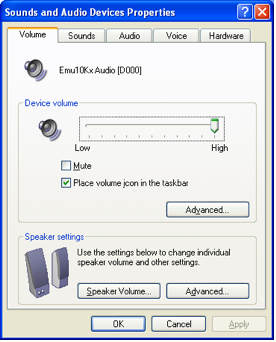 Sounds and Audio Devices Properties
Volume Sounds Audio Voice Hardware
Emu10Kx Audio [D000]
Device volume
Low High
Mute
Place volume icon in the taskbar
Advanced...
Speaker settings
Use the settings below to change individual
speaker volume and other settings.
Speaker Volume... Advanced...
OK Cancel Apply